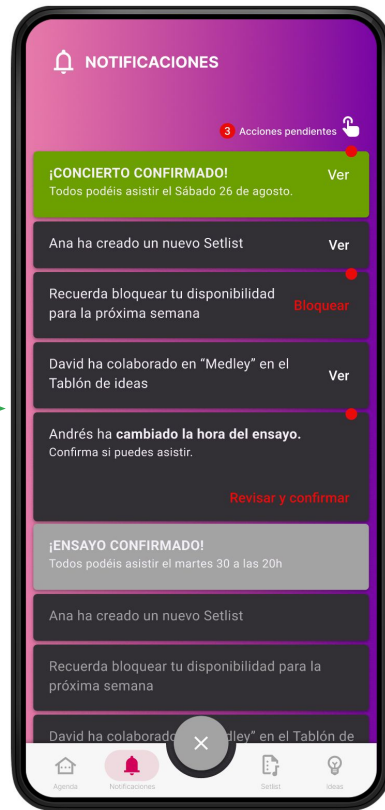 NOTIFICACIONES
3 Acciones pendientes
¡CONCIERTO CONFIRMADO! Ver
Todos podéis asistir el Sábado 26 de agosto.
Ana ha creado un nuevo Setlist Ver
Recuerda bloquear tu disponibilidad
para la próxima semana Bloquear
David ha colaborado en “Medley” en el
Tablón de ideas Ver
Andrés ha cambiado la hora del ensayo.
Confirma si puedes asistir.
Revisar y confirmar
¡ENSAYO CONFIRMADO!
Todos podéis asistir el martes 30 a las 20h
Ana ha creado un nuevo Setlist
Recuerda bloquear tu disponibilidad para la
próxima semana
David ha colaborado dley” en el Tablón de
Agenda Notificaciones Setlist Ideas